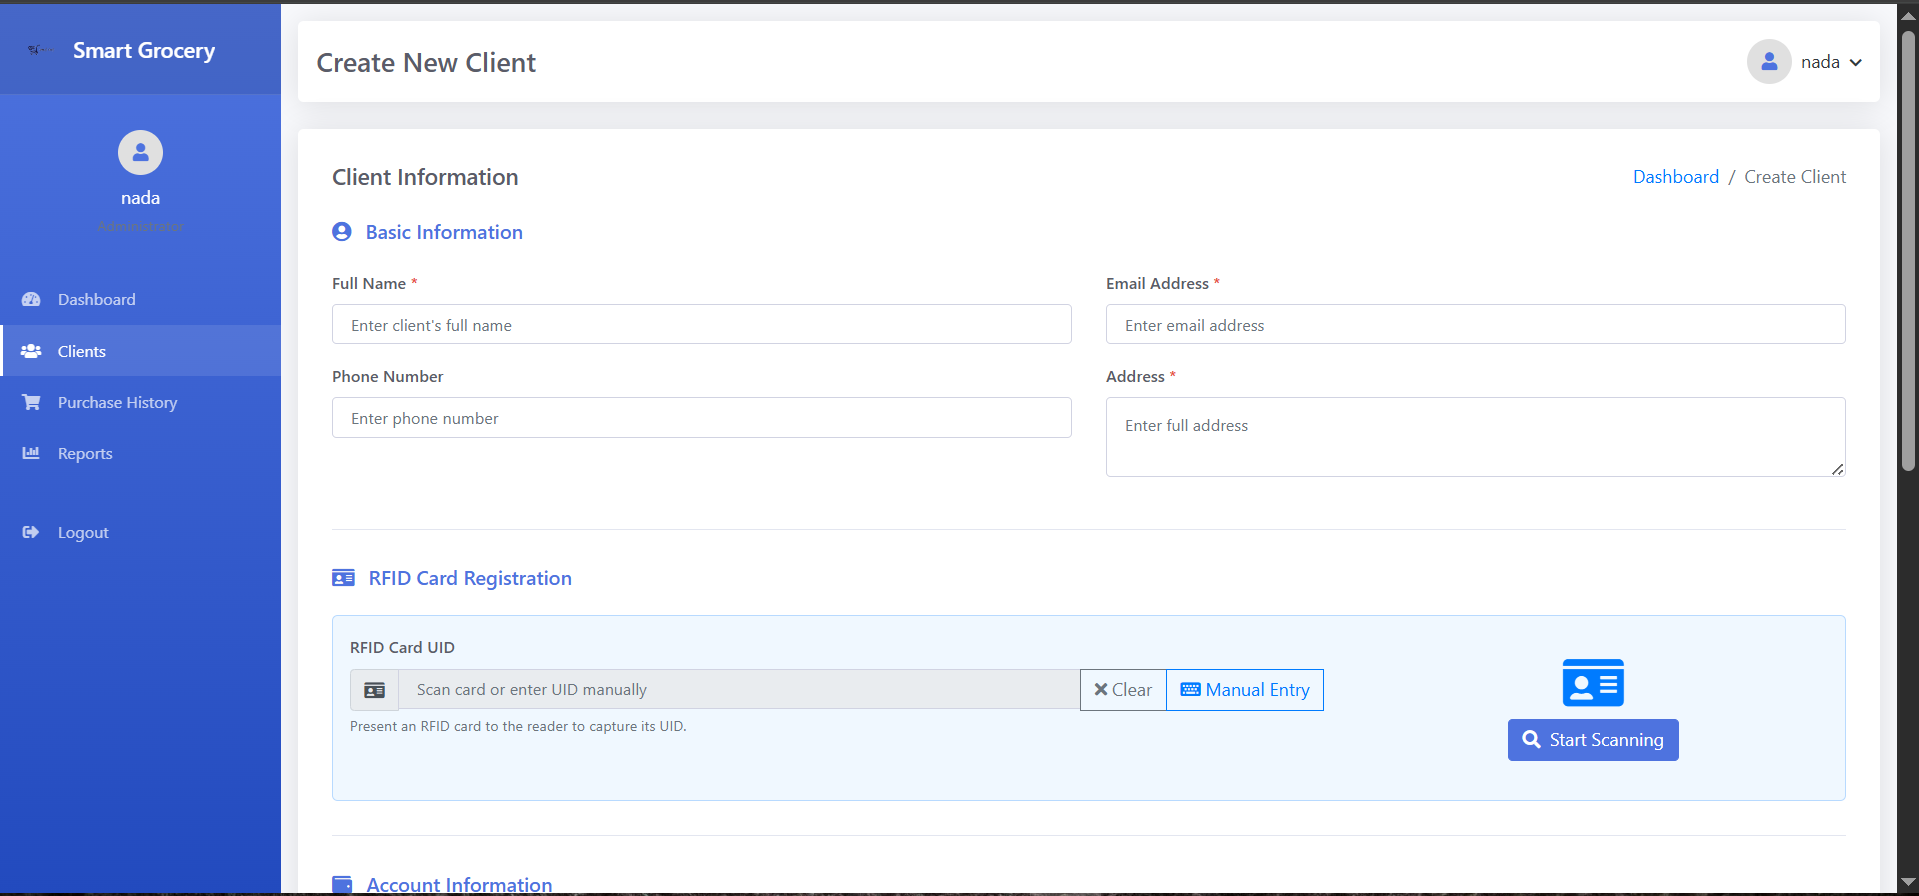 Smart Grocery
nada
Administrator
Dashboard
Clients
Purchase History
Reports
Logout
Create New Client
nada
Client Information
Dashboard / Create Client
Basic Information
Full Name *
Enter client's full name
Email Address *
Enter email address
Phone Number
Enter phone number
Address *
Enter full address
RFID Card Registration
RFID Card UID
Scan card or enter UID manually
Clear
Manual Entry
Present an RFID card to the reader to capture its UID.
Start Scanning
Account Information